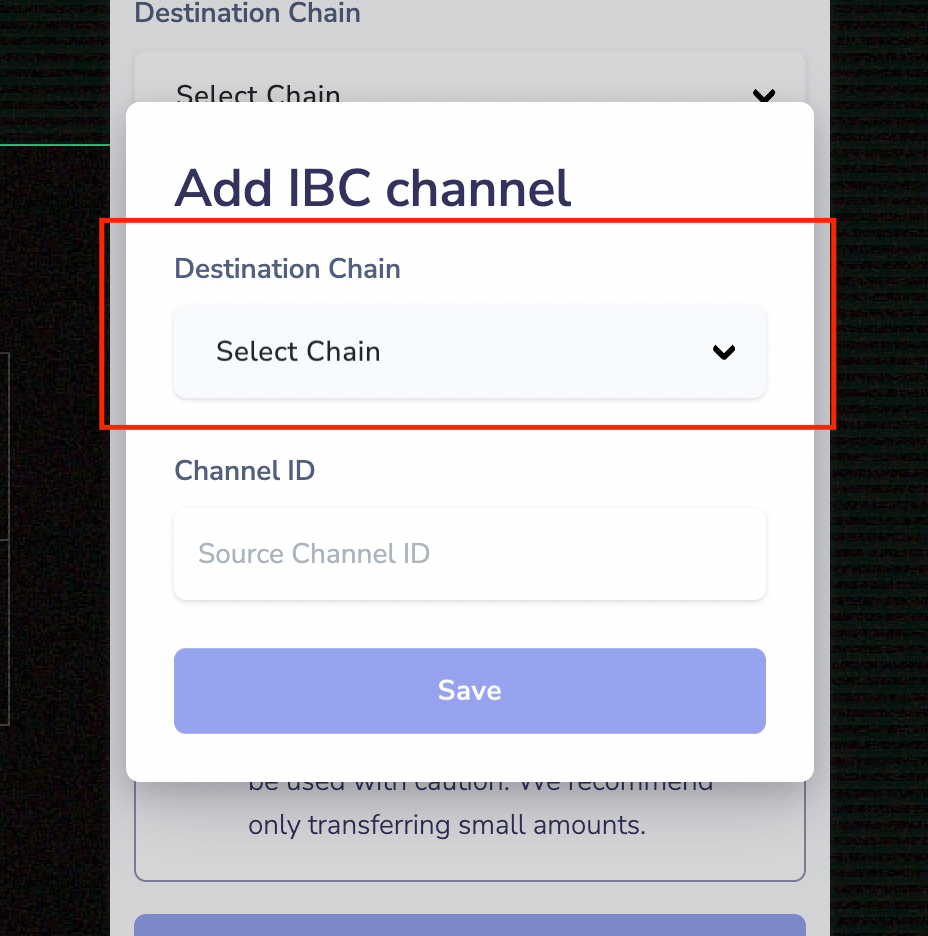 Destination Chain
Select Chain
Add IBC channel
Destination Chain
Select Chain
Channel ID
Source Channel ID
Save
be used with caution. We recommend
only transferring small amounts.